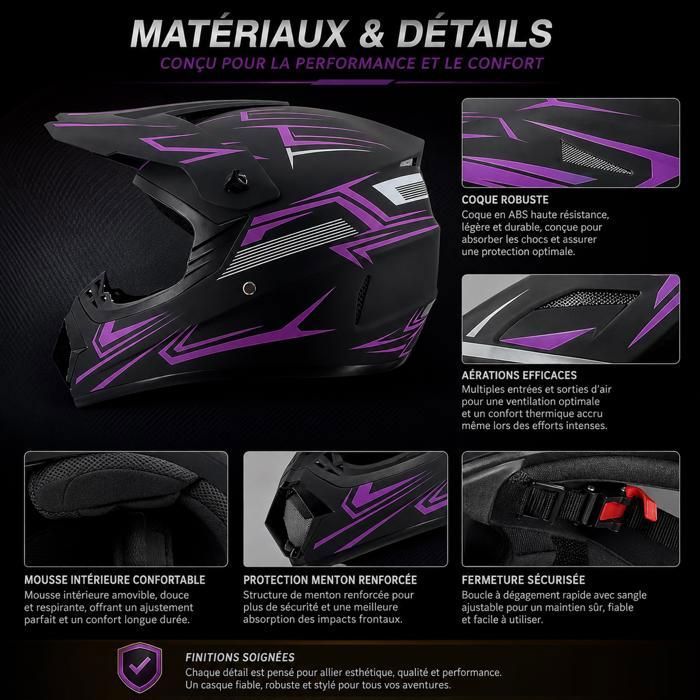 MATÉRIAUX & DÉTAILS
CONÇU POUR LA PERFORMANCE ET LE CONFORT
COQUE ROBUSTE
Coque en ABS haute résistance,
légère et durable, conçue pour
absorber les chocs et assurer
une protection optimale.
AÉRATIONS EFFICACES
Multiples entrées et sorties d'air
pour une ventilation optimale
et un confort thermique accru
même lors des efforts intenses.
MOUSSE INTÉRIEURE CONFORTABLE
Mousse intérieure amovible, douce
et respirante, offrant un ajustement
parfait et un confort longue durée.
PROTECTION MENTON RENFORCÉE
Structure de menton renforcée pour
plus de sécurité et une meilleure
absorption des impacts frontaux.
FERMETURE SÉCURISÉE
Boucle à dégagement rapide avec sangle
ajustable pour un maintien sûr, fiable
et facile à utiliser.
FINITIONS SOIGNÉES
Chaque détail est pensé pour allier esthétique, qualité et performance.
Un casque fiable, robuste et stylé pour tous vos aventures.